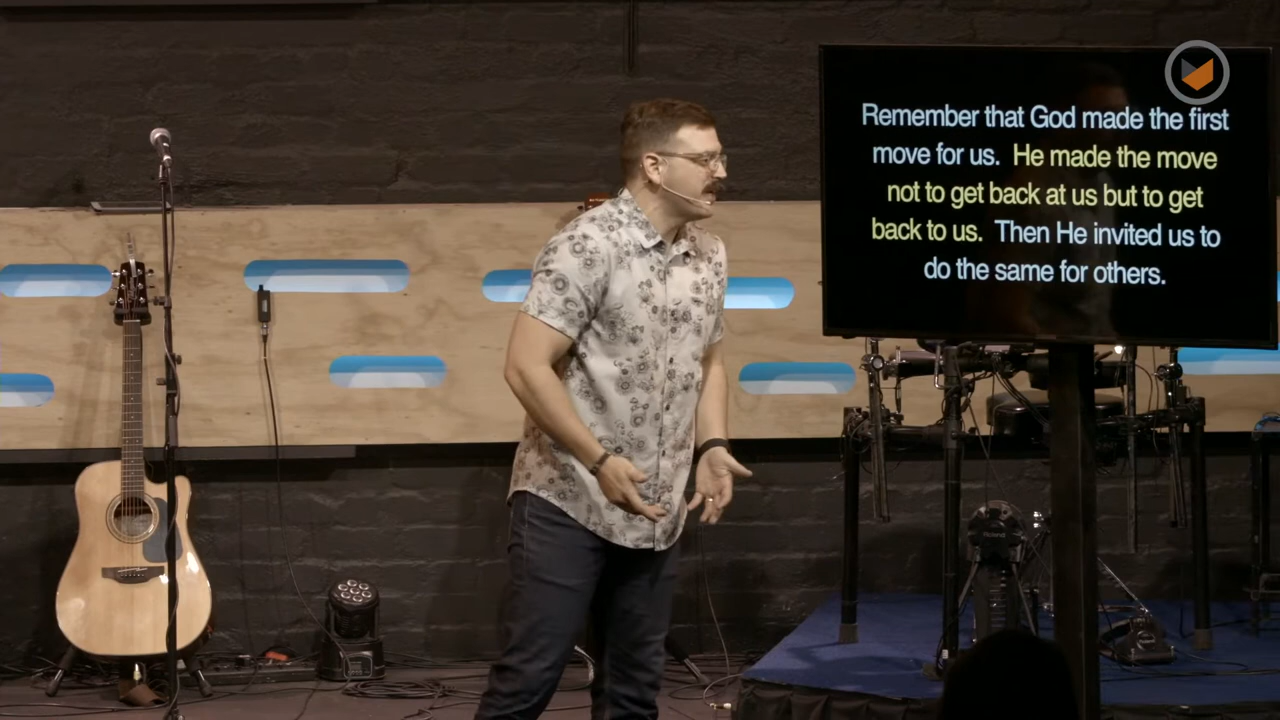 Remember that God made the first
move for us. He made the move
not to get back at us but to get
back to us. Then He invited us to
do the same for others.
Roland